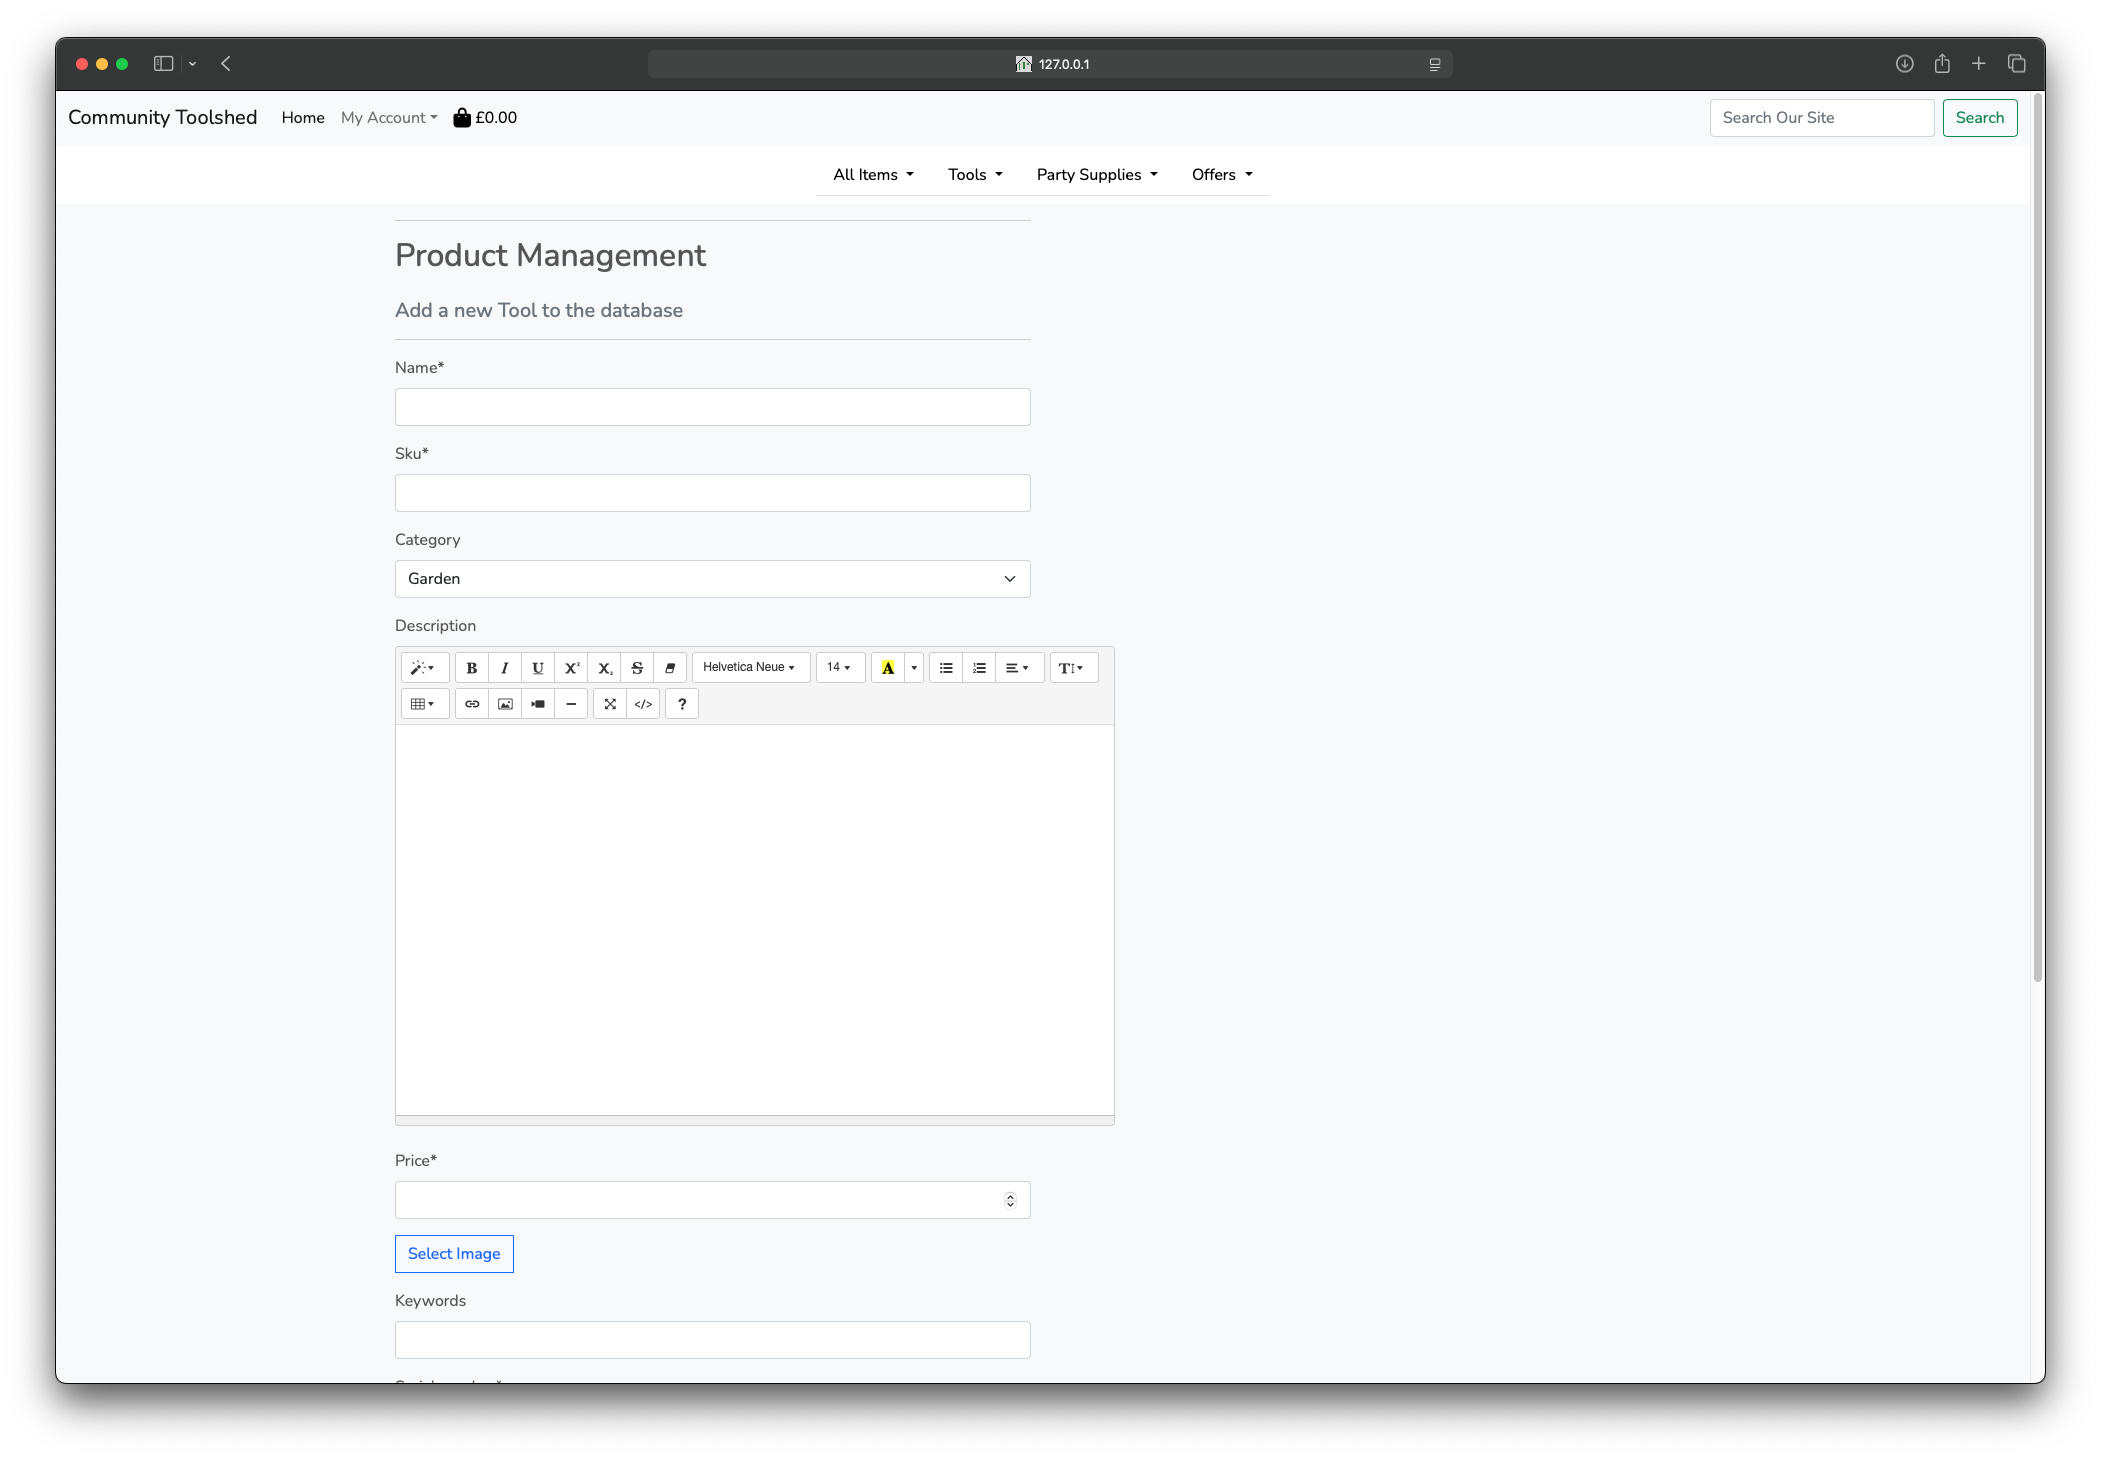 127.0.0.1
Community Toolshed Home My Account £0.00 Search Our Site Search
All Items Tools Party Supplies Offers
Product Management
Add a new Tool to the database
Name*
Sku*
Category
Garden
Description
B I U X² X₂ S Helvetica Neue 14 A T
</> ?
Price*
Select Image
Keywords